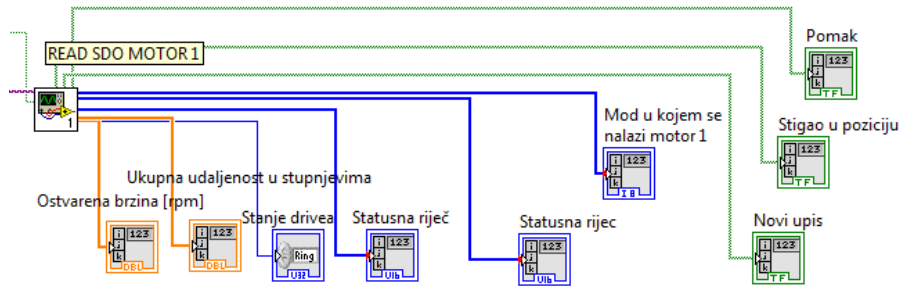 Pomak
i
j
k
123
TF
READ SDO MOTOR 1
1
Mod u kojem se
nalazi motor 1
i
j
k
123
I8
Stigao u poziciju
i
j
k
123
TF
Ukupna udaljenost u stupnjevima
Ostvarena brzina [rpm]
i
j
k
123
DBL
i
j
k
123
DBL
Stanje drivea
Ring
U32
Statusna riječ
i
j
k
123
U16
Statusna rijec
i
j
k
123
U16
Novi upis
i
j
k
123
TF